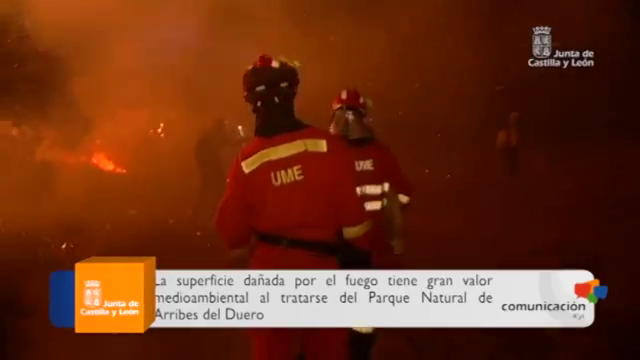 Junta de
Castilla y León
UME
UME
La superficie dañada por el fuego tiene gran valor
medioambiental al tratarse del Parque Natural de
Arribes del Duero
Junta de
Castilla y León
comunicación